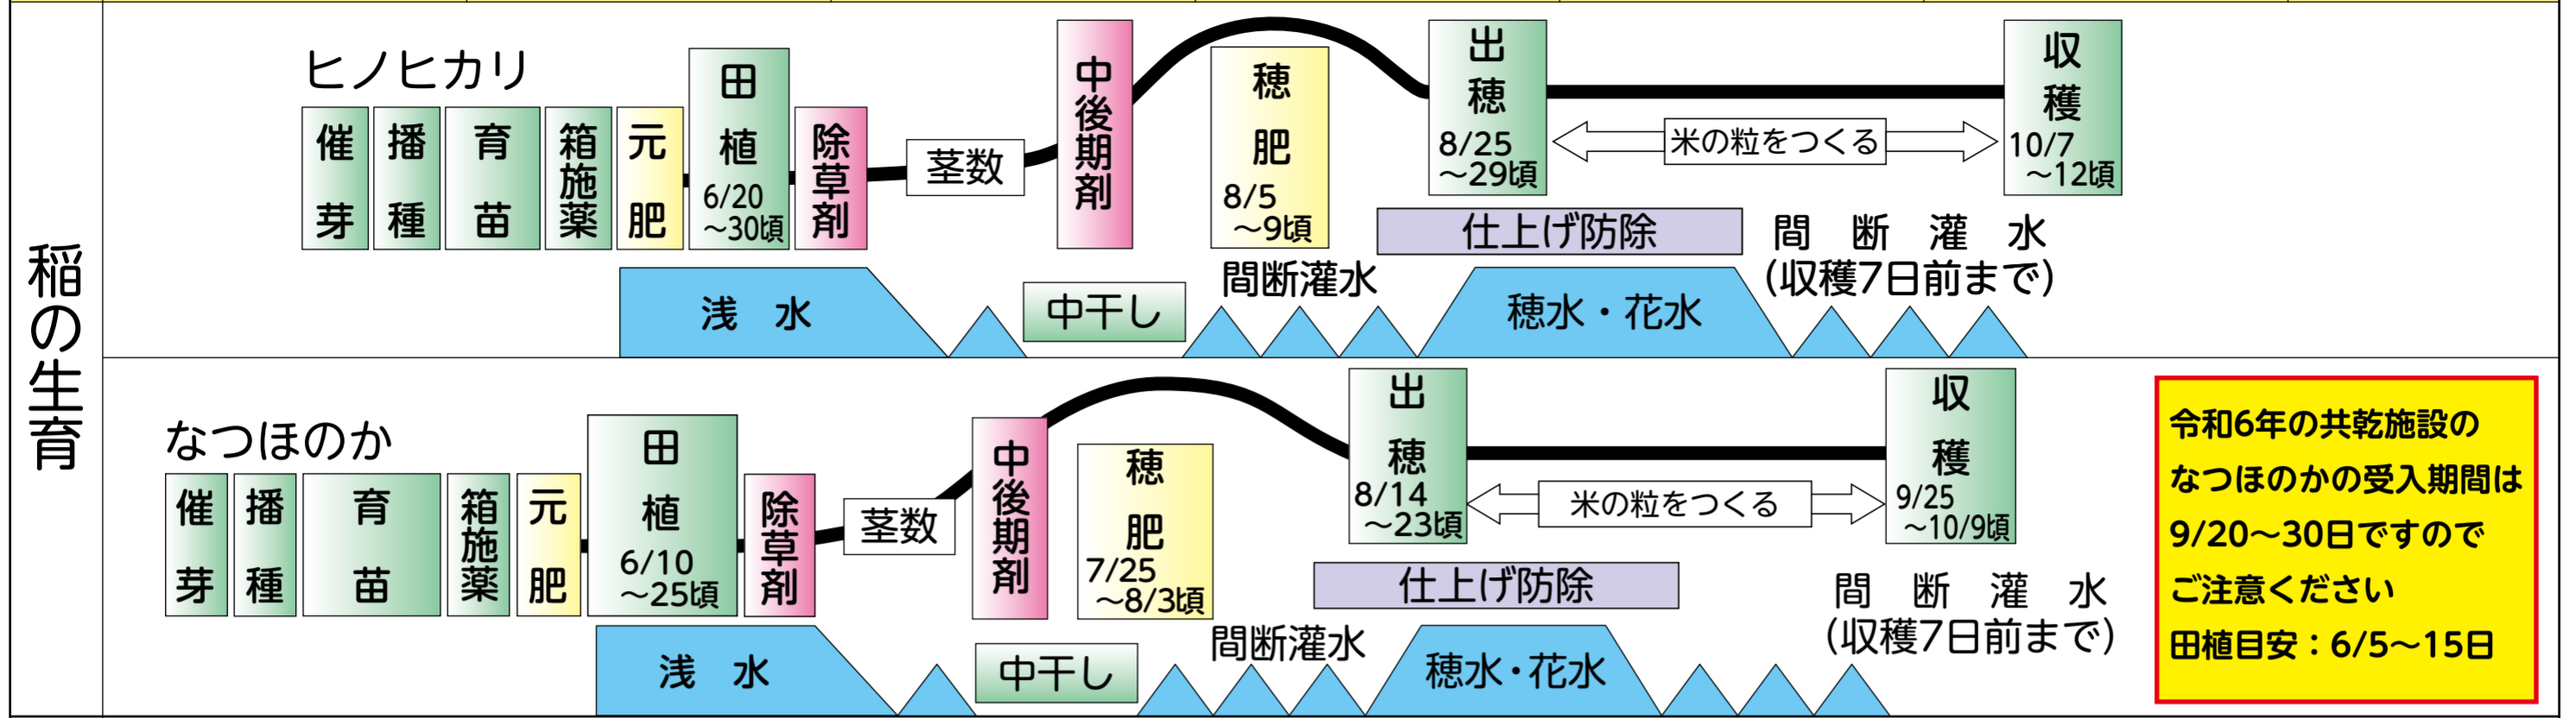 稲の生育
ヒノヒカリ
催芽
播種
育苗
箱施薬
元肥
田植
6/20
～30頃
除草剤
茎数
中後期剤
穂肥
8/5
～9頃
出穂
8/25
～29頃
米の粒をつくる
収穫
10/7
～12頃
仕上げ防除
浅水
中干し
間断灌水
穂水・花水
間断灌水
(収穫7日前まで)
なつほのか
催芽
播種
育苗
箱施薬
元肥
田植
6/10
～25頃
除草剤
茎数
中後期剤
穂肥
7/25
～8/3頃
出穂
8/14
～23頃
米の粒をつくる
収穫
9/25
～10/9頃
仕上げ防除
浅水
中干し
間断灌水
穂水・花水
間断灌水
(収穫7日前まで)
令和6年の共乾施設の
なつほのかの受入期間は
9/20～30日ですので
ご注意ください
田植目安：6/5～15日